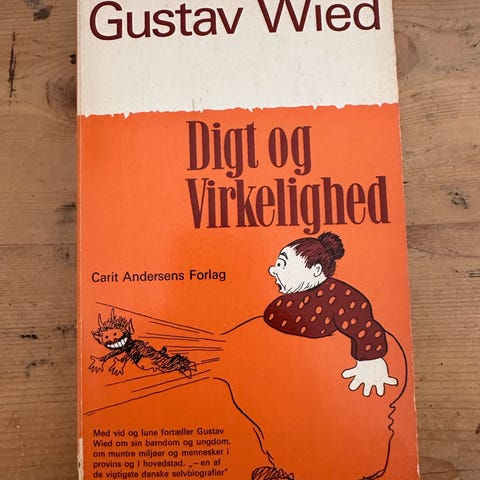 Gustav Wied
Digt og
Virkelighed
Carit Andersens Forlag
Med vid og lune fortæller Gustav
Wied om sin barndom og ungdom,
om muntre miljøer og mennesker i
provins og i hovedstad. „—en af
de vigtigste danske selvbiografier"